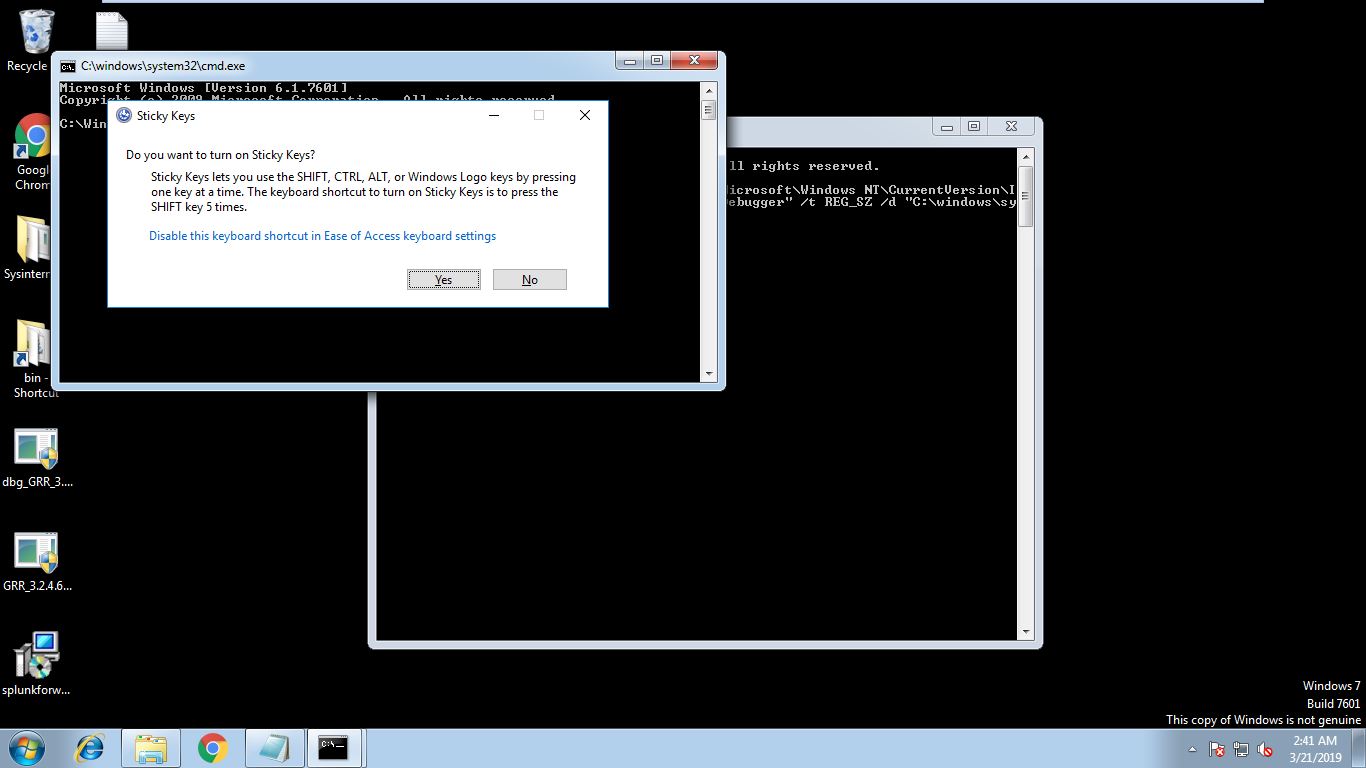 Recycle
Google
Chrom
Sysintern
bin -
Shortcut
dbg_GRR_3....
GRR_3.2.4.6...
splunkforw...
C:\windows\system32\cmd.exe
Microsoft Windows [Version 6.1.7601]
Copyright (c) 2009 Microsoft Corporation. All rights reserved.
C:\Win
Sticky Keys
Do you want to turn on Sticky Keys?
Sticky Keys lets you use the SHIFT, CTRL, ALT, or Windows Logo keys by pressing
one key at a time. The keyboard shortcut to turn on Sticky Keys is to press the
SHIFT key 5 times.
Disable this keyboard shortcut in Ease of Access keyboard settings
Yes
No
ll rights reserved.
icrosoft\Windows NT\CurrentVersion\I
ebugger" /t REG_SZ /d "C:\windows\sy
Windows 7
Build 7601
This copy of Windows is not genuine
C:\_
2:41 AM
3/21/2019